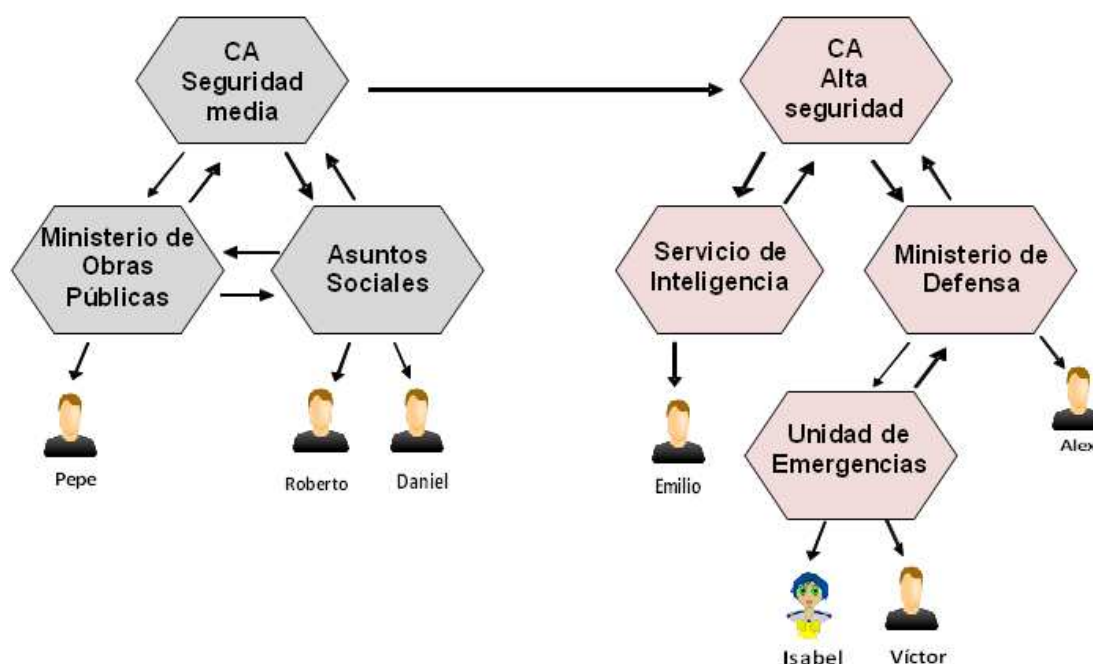 CA
Seguridad
media
CA
Alta
seguridad
Ministerio de
Obras
Públicas
Asuntos
Sociales
Servicio de
Inteligencia
Ministerio de
Defensa
Pepe
Roberto
Daniel
Emilio
Unidad de
Emergencias
Alex
Isabel
Víctor